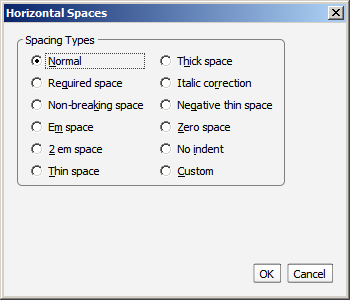 Horizontal Spaces
Spacing Types
Normal
Thick space
Required space
Italic correction
Non-breaking space
Negative thin space
Em space
Zero space
2 em space
No indent
Thin space
Custom
OK
Cancel